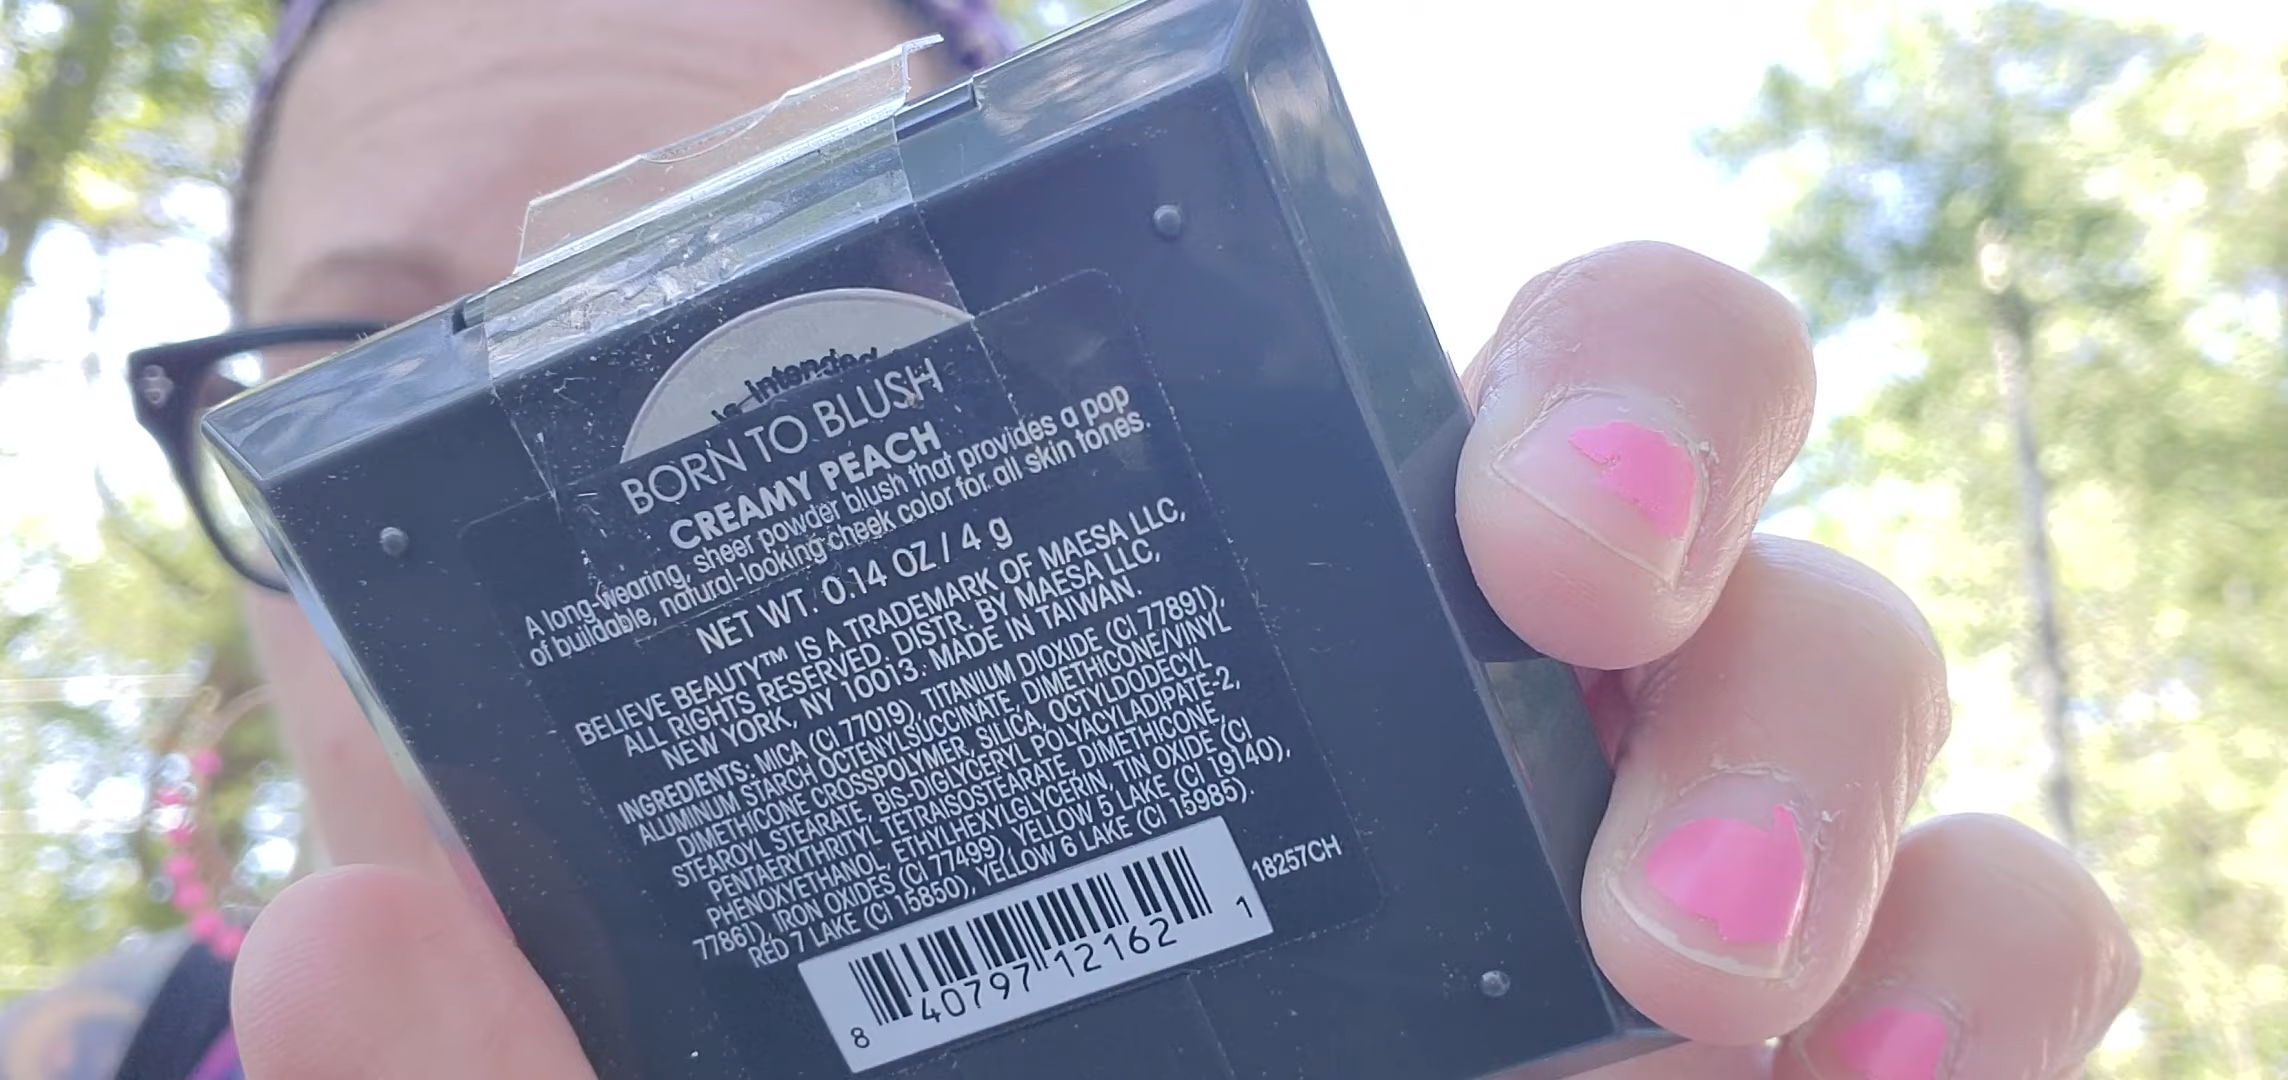 is intended
BORN TO BLUSH
CREAMY PEACH
A long-wearing, sheer powder blush that provides a pop
of buildable, natural-looking cheek color for all skin tones.
NET WT. 0.14 OZ / 4 g
BELIEVE BEAUTY™ IS A TRADEMARK OF MAESA LLC,
ALL RIGHTS RESERVED. DISTR. BY MAESA LLC,
NEW YORK, NY 10013. MADE IN TAIWAN.
INGREDIENTS: MICA (CI 77019), TITANIUM DIOXIDE (CI 77891),
ALUMINUM STARCH OCTENYLSUCCINATE, DIMETHICONE/VINYL
DIMETHICONE CROSSPOLYMER, SILICA, OCTYLDODECYL
STEAROYL STEARATE, BIS-DIGLYCERYL POLYACYLADIPATE-2,
PENTAERYTHRITYL TETRAISOSTEARATE, DIMETHICONE,
PHENOXYETHANOL, ETHYLHEXYLGLYCERIN, TIN OXIDE (CI
77861), IRON OXIDES (CI 77499), YELLOW 5 LAKE (CI 19140),
RED 7 LAKE (CI 15850), YELLOW 6 LAKE (CI 15985).
18257CH
8 40797 12162 1